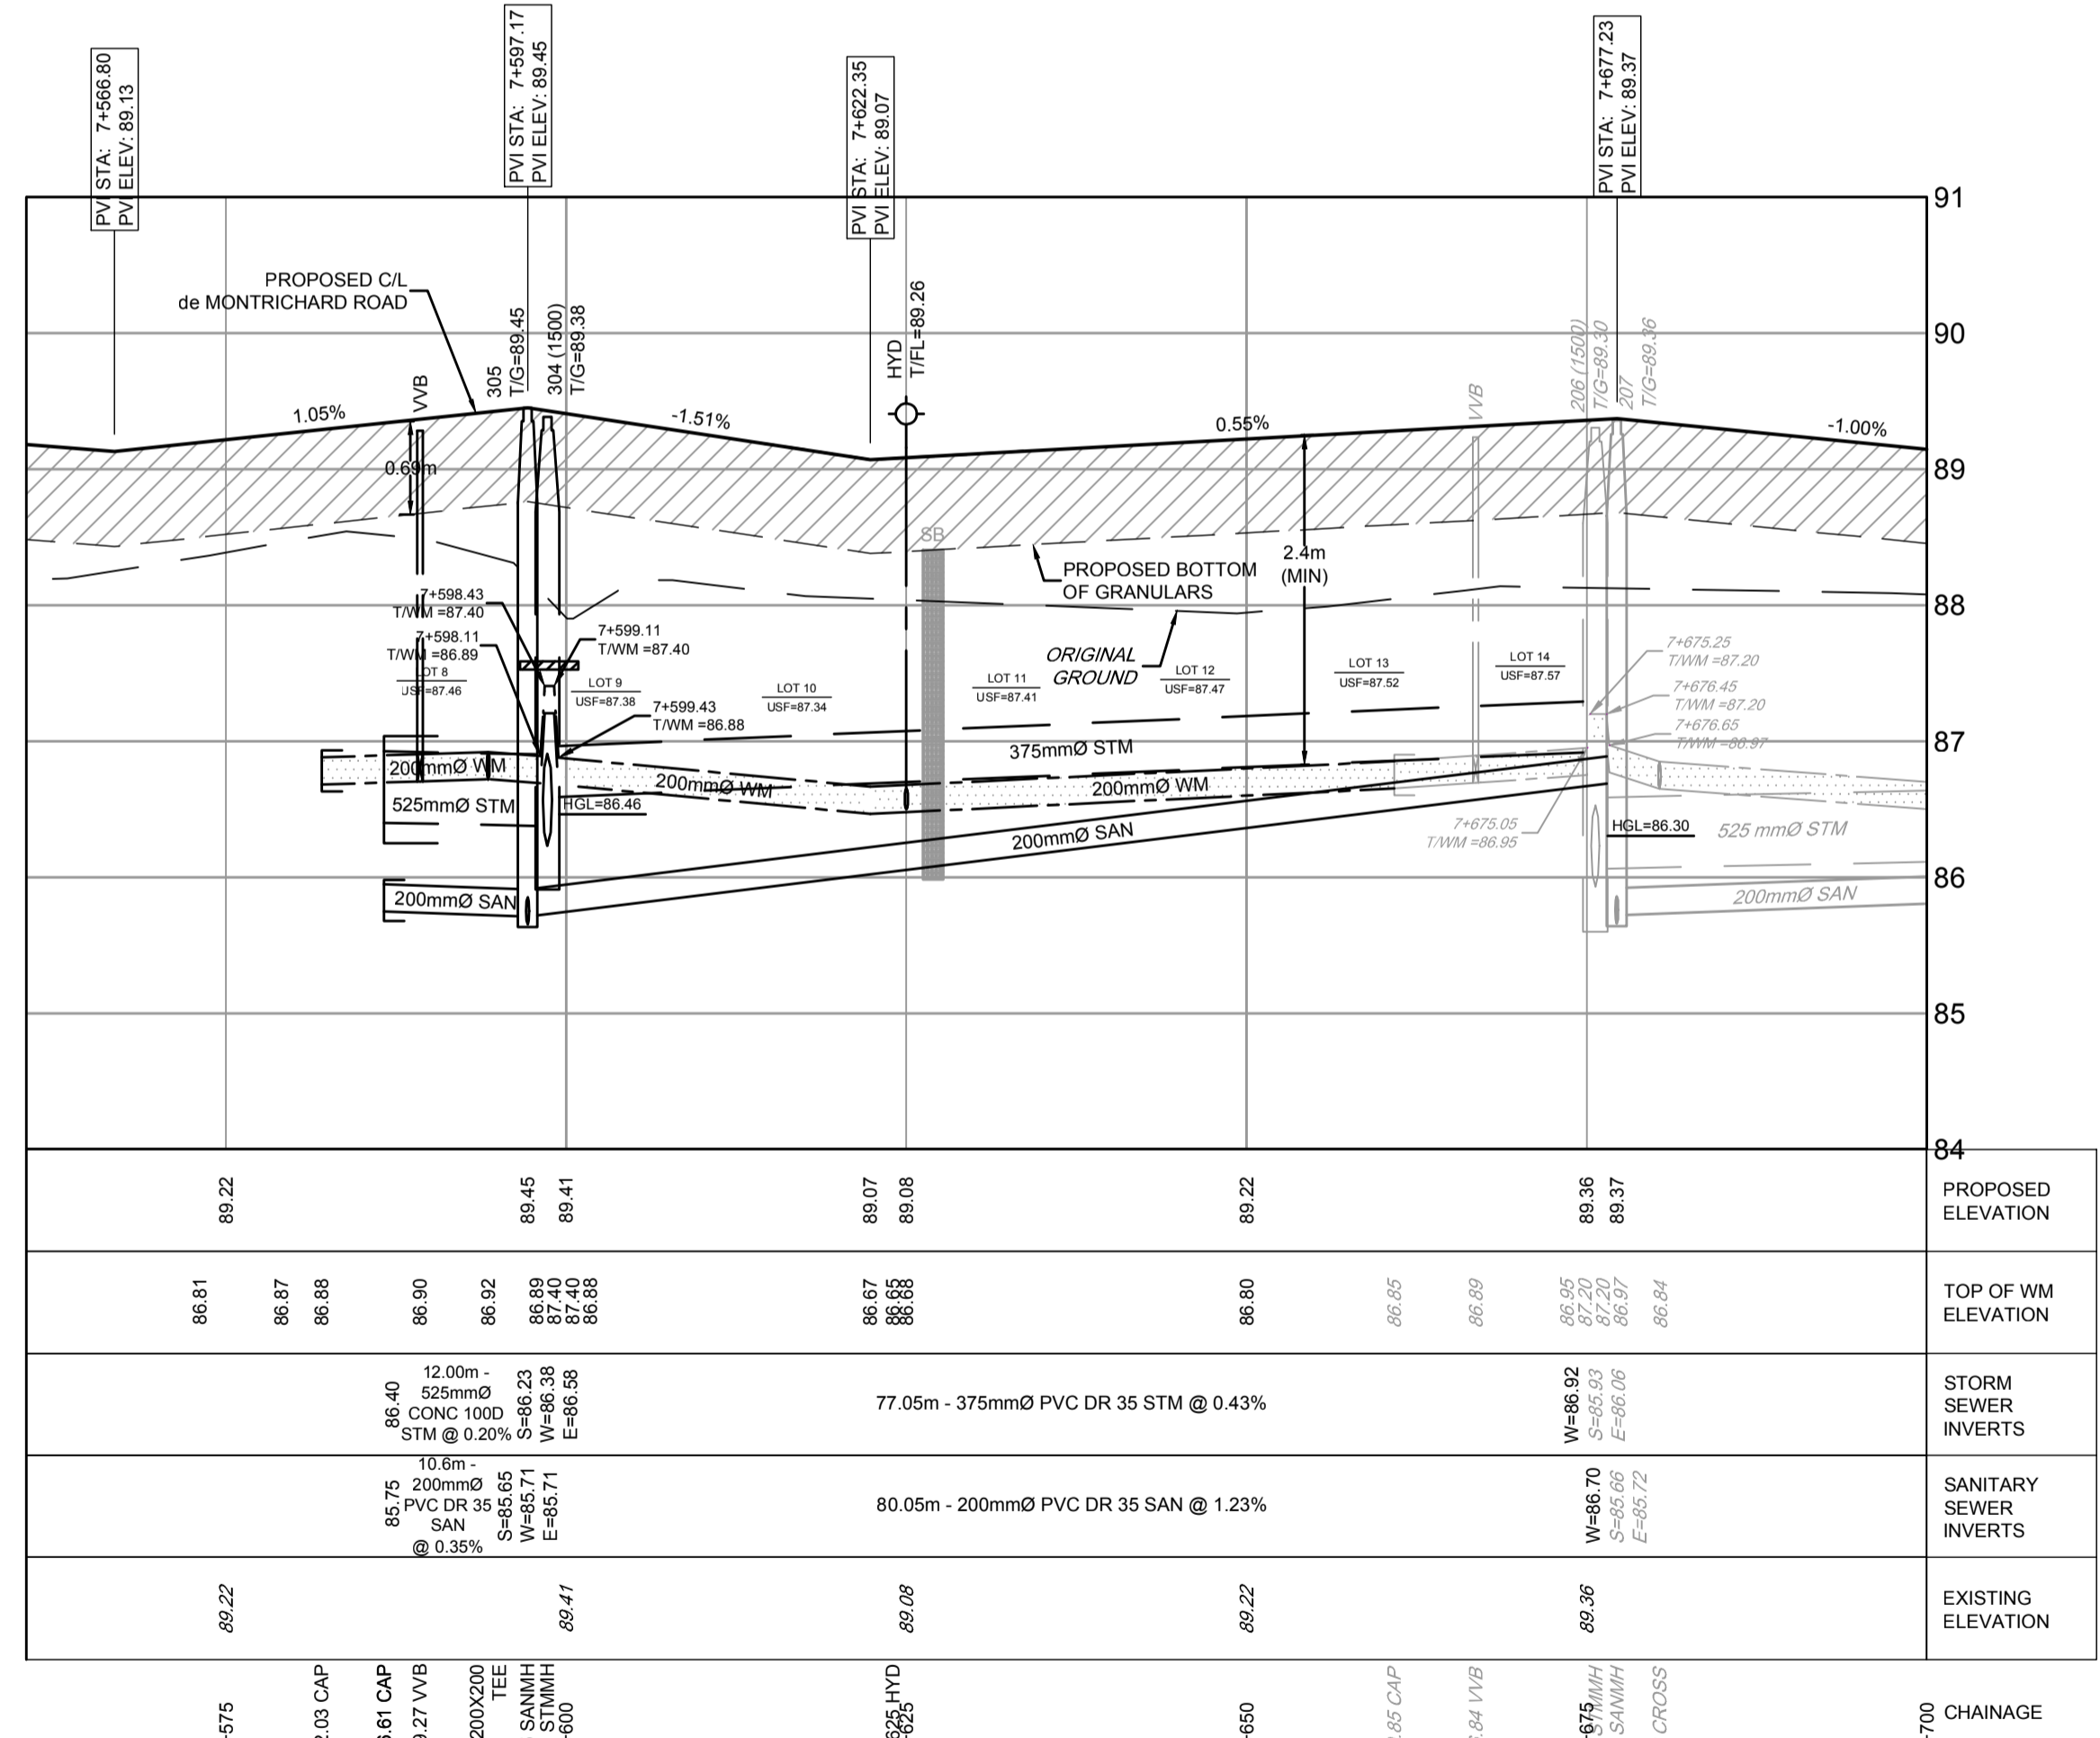 PVI STA: 7+566.80
PVI ELEV: 89.13
PVI STA: 7+597.17
PVI ELEV: 89.45
PVI STA: 7+622.35
PVI ELEV: 89.07
PVI STA: 7+677.23
PVI ELEV: 89.37
91
PROPOSED C/L
de MONTRICHARD ROAD
90
VVB
305
T/G=89.45
304 (1500)
T/G=89.38
HYD
T/FL=89.26
VVB
206 (1500)
T/G=89.30
207
T/G=89.36
1.05%
-1.51%
0.55%
-1.00%
89
0.69m
SB
2.4m
(MIN)
PROPOSED BOTTOM
OF GRANULARS
88
7+598.43
T/WM =87.40
7+598.11
T/WM =86.89
7+599.11
T/WM =87.40
7+599.43
T/WM =86.88
ORIGINAL
GROUND
LOT 8
USF=87.46
LOT 9
USF=87.38
LOT 10
USF=87.34
LOT 11
USF=87.41
LOT 12
USF=87.47
LOT 13
USF=87.52
LOT 14
USF=87.57
7+675.25
T/WM =87.20
7+676.45
T/WM =87.20
7+676.65
T/WM =86.97
87
375mmØ STM
200mmØ WM
200mmØ WM
200mmØ WM
525mmØ STM
HGL=86.46
200mmØ SAN
7+675.05
T/WM =86.95
HGL=86.30
525 mmØ STM
86
200mmØ SAN
200mmØ SAN
85
84
89.22
89.45
89.41
89.07
89.08
89.22
89.36
89.37
PROPOSED
ELEVATION
86.81
86.87
86.88
86.90
86.92
86.89
87.40
87.40
86.88
86.67
86.65
86.68
86.80
86.85
86.89
86.95
87.20
87.20
86.97
86.84
TOP OF WM
ELEVATION
86.40
12.00m -
525mmØ
CONC 100D
STM @ 0.20%
S=86.23
W=86.38
E=86.58
77.05m - 375mmØ PVC DR 35 STM @ 0.43%
W=86.92
S=85.93
E=86.06
STORM
SEWER
INVERTS
85.75
10.6m -
200mmØ
PVC DR 35
SAN
@ 0.35%
S=85.65
W=85.71
E=85.71
80.05m - 200mmØ PVC DR 35 SAN @ 1.23%
W=86.70
S=85.66
E=85.72
SANITARY
SEWER
INVERTS
89.22
89.41
89.08
89.22
89.36
EXISTING
ELEVATION
-575
.03 CAP
.61 CAP
.27 VVB
200X200
TEE
SANMH
STMMH
-600
625 HYD
-625
-650
.85 CAP
.84 VVB
-675
STMMH
SANMH
CROSS
-700
CHAINAGE